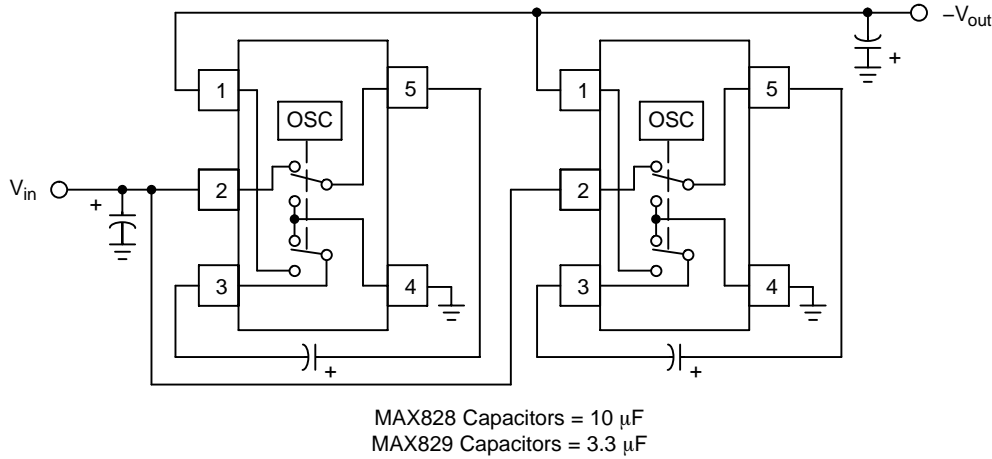 −Vout
1
5
1
5
OSC
OSC
Vin
2
2
+
+
3
4
3
4
+
+
MAX828 Capacitors = 10 μF
MAX829 Capacitors = 3.3 μF